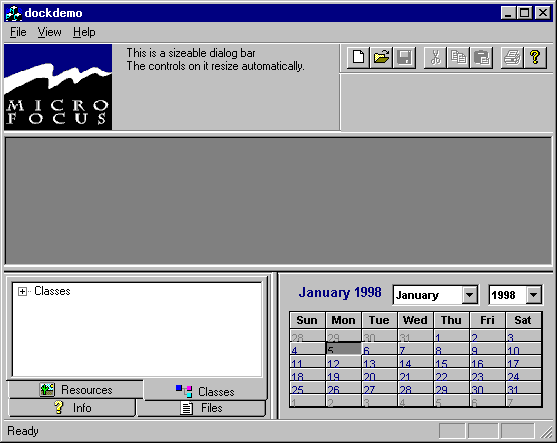 dockdemo
File View Help
This is a sizeable dialog bar
The controls on it resize automatically.
MICRO
FOCUS
Classes
Resources
Classes
Info
Files
January 1998
January
1998
Sun Mon Tue Wed Thu Fri Sat
28 29 30 31 1 2 3
4 5 6 7 8 9 10
11 12 13 14 15 16 17
18 19 20 21 22 23 24
25 26 27 28 29 30 31
1 2 3 4 5 6 7
Ready